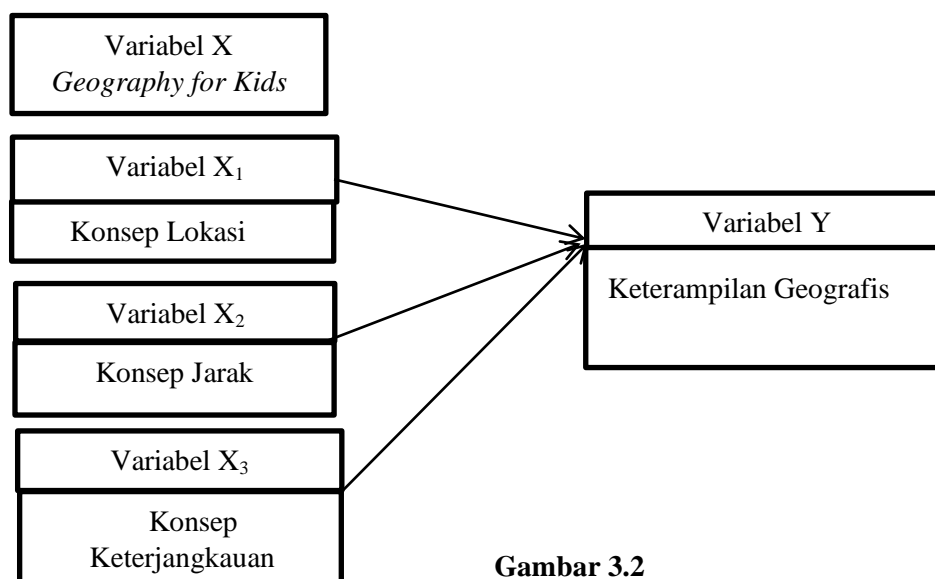 Variabel X
Geography for Kids
Variabel X₁
Konsep Lokasi
Variabel X₂
Konsep Jarak
Variabel X₃
Konsep
Keterjangkauan
Variabel Y
Keterampilan Geografis
Gambar 3.2